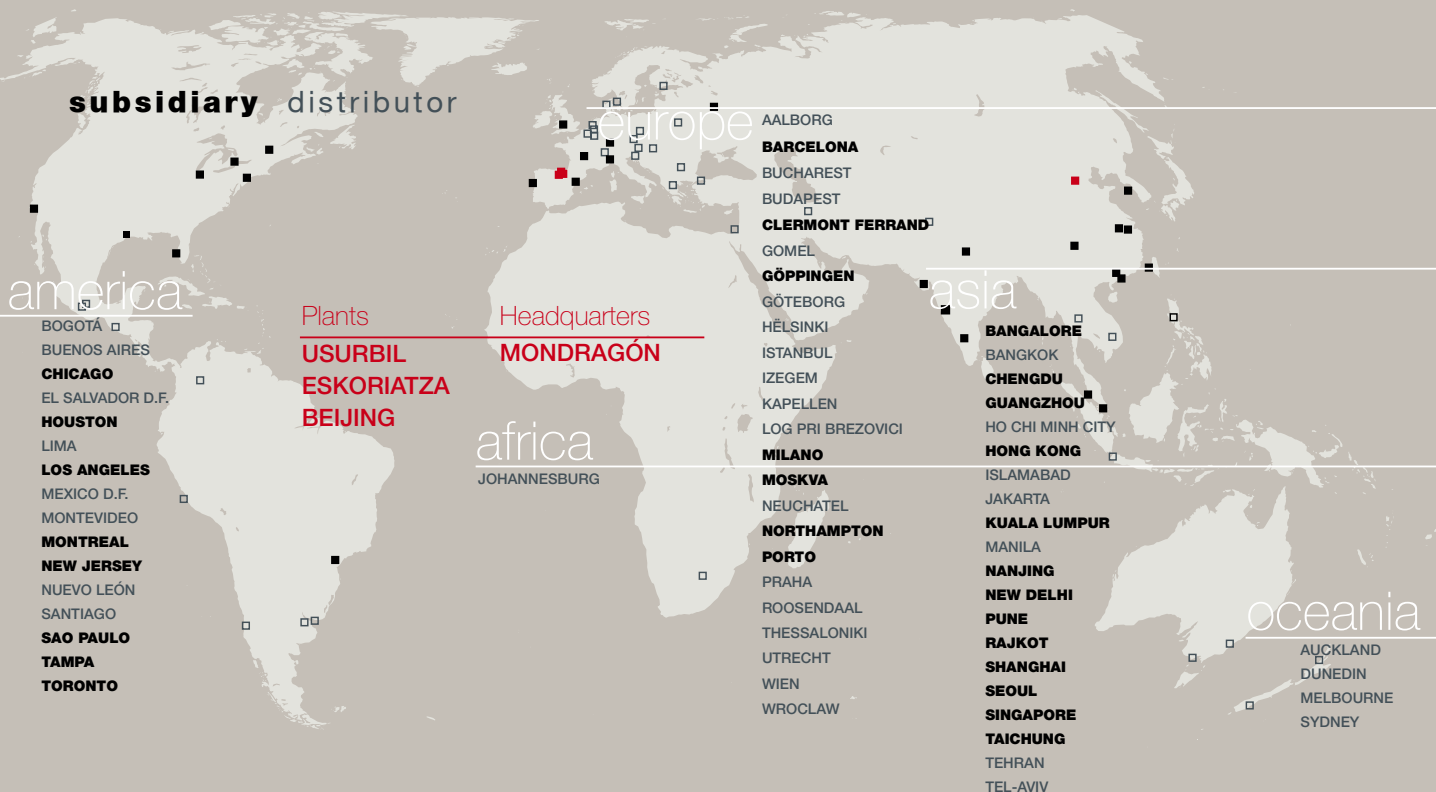 subsidiary distributor
america
BOGOTÁ
BUENOS AIRES
CHICAGO
EL SALVADOR D.F.
HOUSTON
LIMA
LOS ANGELES
MEXICO D.F.
MONTEVIDEO
MONTREAL
NEW JERSEY
NUEVO LEÓN
SANTIAGO
SAO PAULO
TAMPA
TORONTO
Plants
USURBIL
ESKORIATZA
BEIJING
Headquarters
MONDRAGÓN
africa
JOHANNESBURG
europe
AALBORG
BARCELONA
BUCHAREST
BUDAPEST
CLERMONT FERRAND
GOMEL
GÖPPINGEN
GÖTEBORG
HËLSINKI
ISTANBUL
IZEGEM
KAPELLEN
LOG PRI BREZOVICI
MILANO
MOSKVA
NEUCHATEL
NORTHAMPTON
PORTO
PRAHA
ROOSENDAAL
THESSALONIKI
UTRECHT
WIEN
WROCLAW
asia
BANGALORE
BANGKOK
CHENGDU
GUANGZHOU
HO CHI MINH CITY
HONG KONG
ISLAMABAD
JAKARTA
KUALA LUMPUR
MANILA
NANJING
NEW DELHI
PUNE
RAJKOT
SHANGHAI
SEOUL
SINGAPORE
TAICHUNG
TEHRAN
TEL-AVIV
oceania
AUCKLAND
DUNEDIN
MELBOURNE
SYDNEY